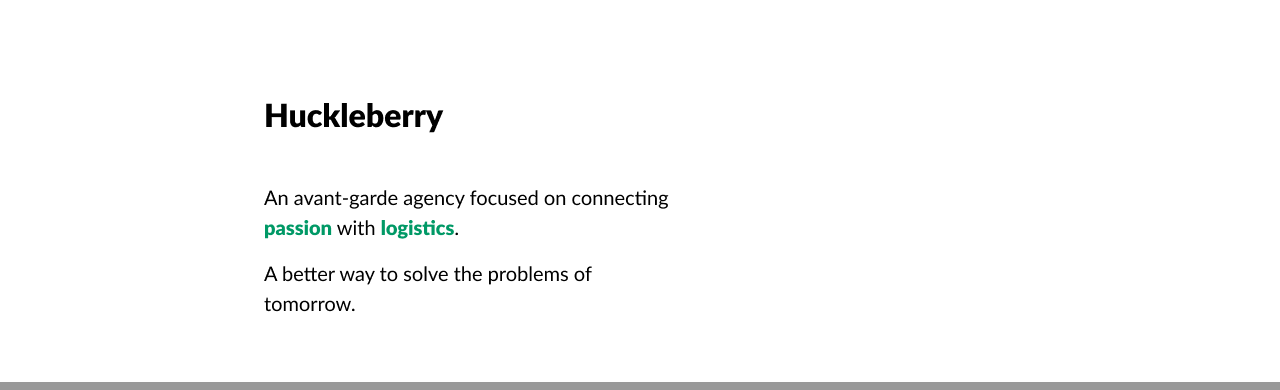 Huckleberry
An avant-garde agency focused on connecting
passion with logistics.
A better way to solve the problems of
tomorrow.